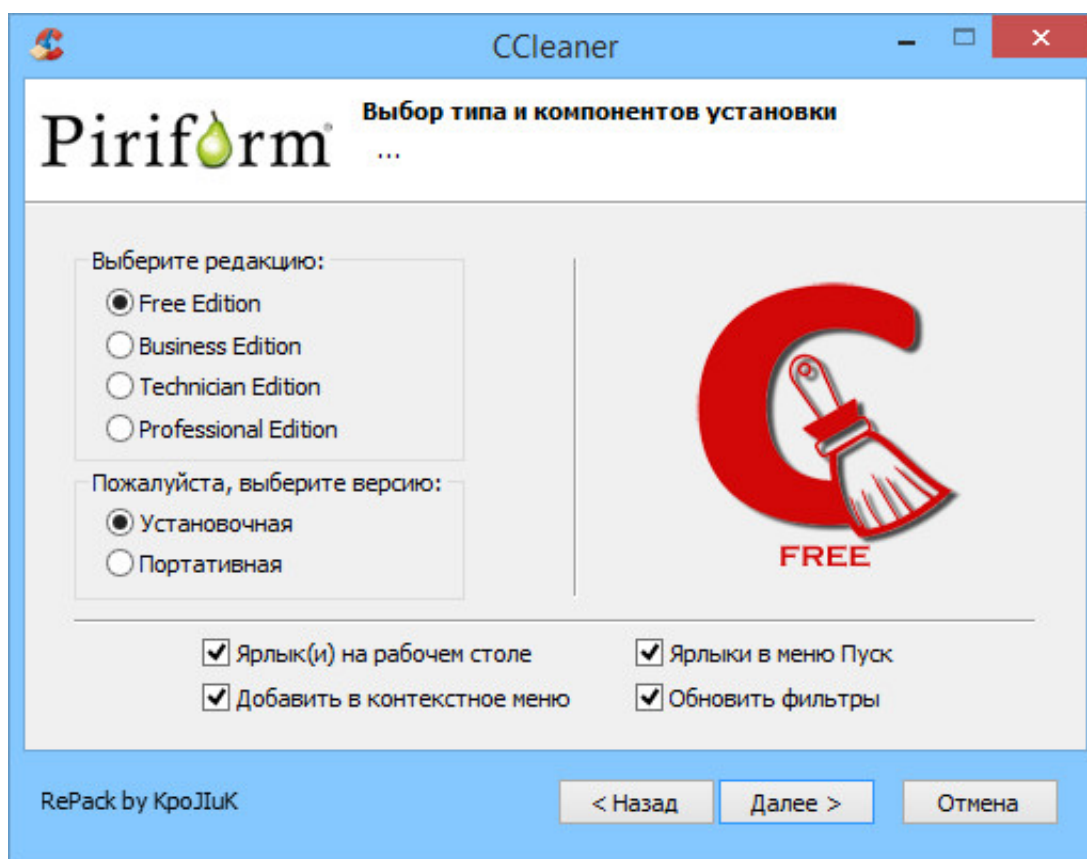 CCleaner
Piriform®
Выбор типа и компонентов установки
...
Выберите редакцию:
Free Edition
Business Edition
Technician Edition
Professional Edition
Пожалуйста, выберите версию:
Установочная
Портативная
FREE
Ярлык(и) на рабочем столе
Ярлыки в меню Пуск
Добавить в контекстное меню
Обновить фильтры
RePack by KpoJIuK
< Назад
Далее >
Отмена